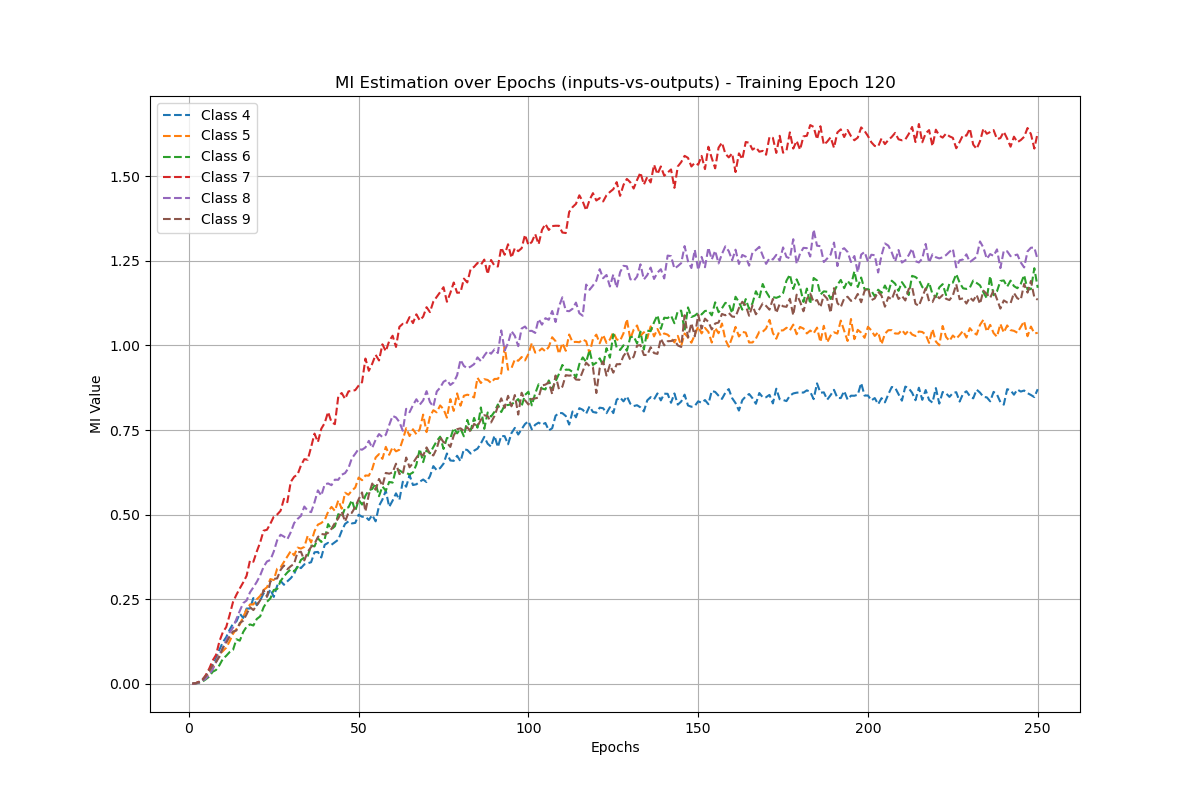 MI Estimation over Epochs (inputs-vs-outputs) - Training Epoch 120
Class 4
Class 5
Class 6
Class 7
Class 8
Class 9
1.50
1.25
1.00
0.75
0.50
0.25
0.00
MI Value
0 50 100 150 200 250
Epochs